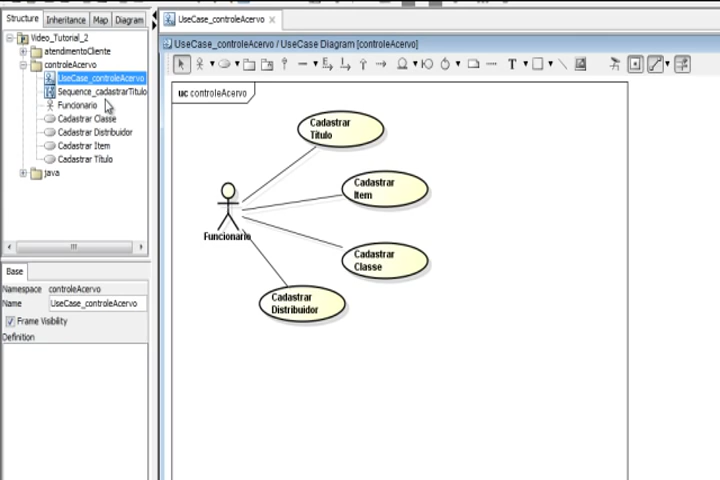 Structure Inheritance Map Diagram
Video_Tutorial_2
atendimentoCliente
controleAcervo
UseCase_controleAcervo
Sequence_cadastrarTitulo
Funcionario
Cadastrar Classe
Cadastrar Distribuidor
Cadastrar Item
Cadastrar Título
java
Base
Namespace controleAcervo
Name UseCase_controleAcervo
Frame Visibility
Definition
UseCase_controleAcervo
UseCase_controleAcervo / UseCase Diagram [controleAcervo]
T
uc controleAcervo
Cadastrar
Título
Cadastrar
Item
Funcionario
Cadastrar
Classe
Cadastrar
Distribuidor